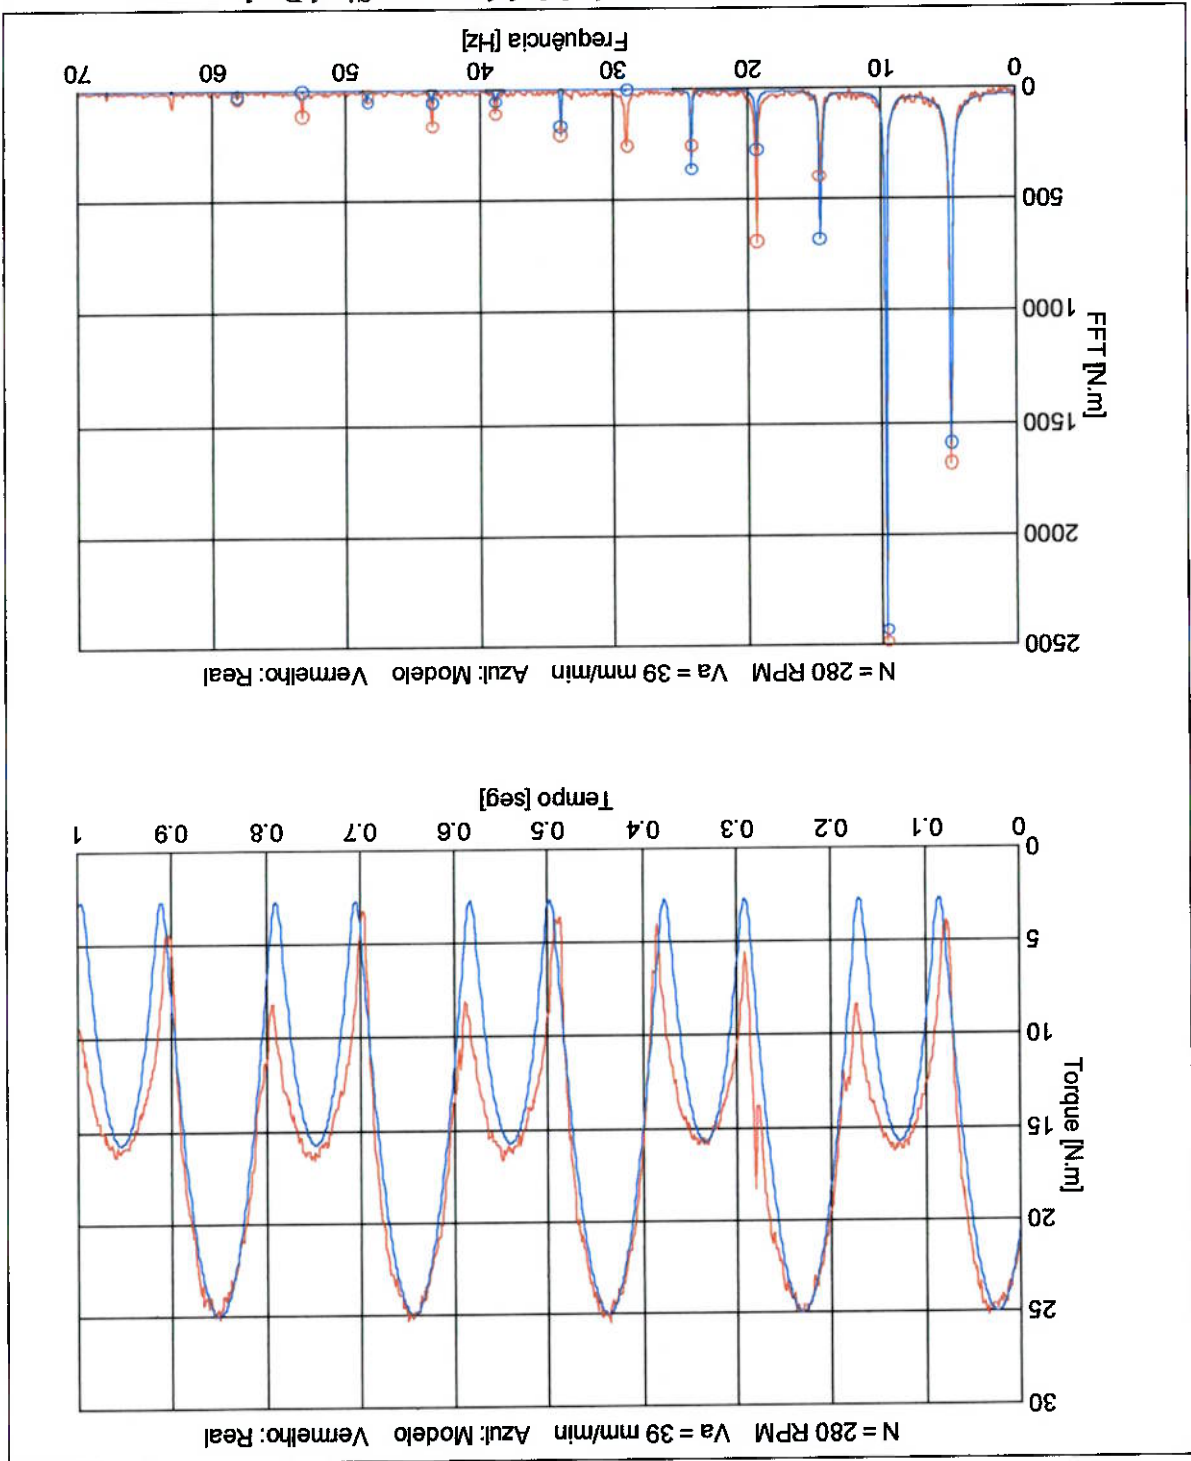 N = 280 RPM Va = 39 mm/min Azul: Modelo Vermelho: Real
30
25
20
15
10
5
0
Torque [N.m]
0 0.1 0.2 0.3 0.4 0.5 0.6 0.7 0.8 0.9 1
Tempo [seg]
N = 280 RPM Va = 39 mm/min Azul: Modelo Vermelho: Real
2500
2000
1500
1000
500
0
FFT [N.m]
0 10 20 30 40 50 60 70
Frequência [Hz]